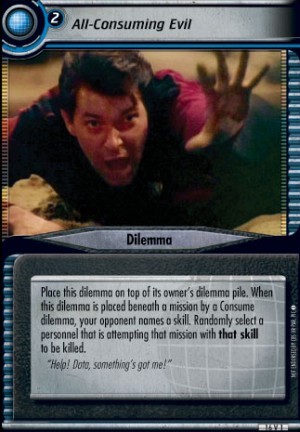 2 All-Consuming Evil
Dilemma
Place this dilemma on top of its owner's dilemma pile. When
this dilemma is placed beneath a mission by a Consume
dilemma, your opponent names a skill. Randomly select a
personnel that is attempting that mission with that skill
to be killed.
"Help! Data, something's got me!"
16 V 1